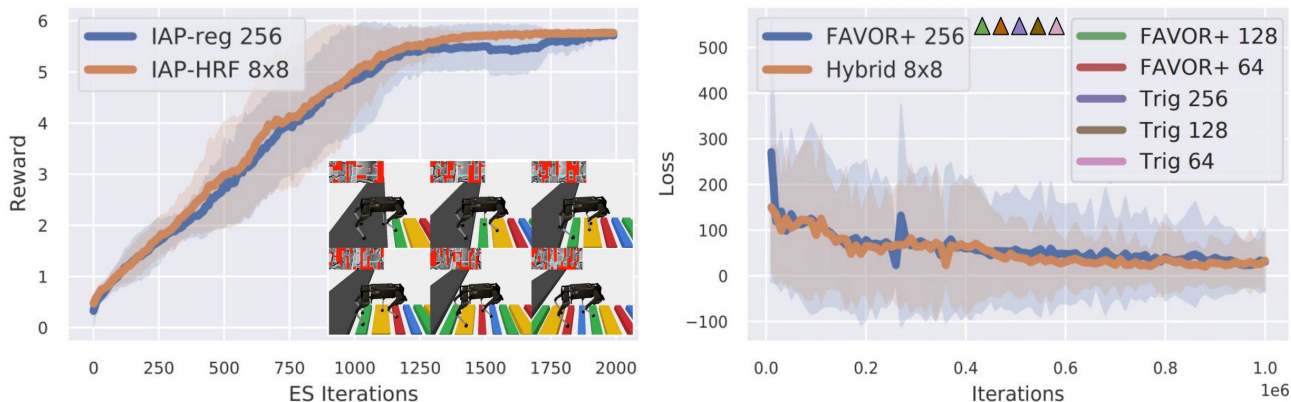 IAP-reg 256
IAP-HRF 8x8
Reward
6
5
4
3
2
1
0
0 250 500 750 1000 1250 1500 1750 2000
ES Iterations
FAVOR+ 256
Hybrid 8x8
FAVOR+ 128
FAVOR+ 64
Trig 256
Trig 128
Trig 64
Loss
500
400
300
200
100
0
−100
0.0 0.2 0.4 0.6 0.8 1.0
1e6
Iterations